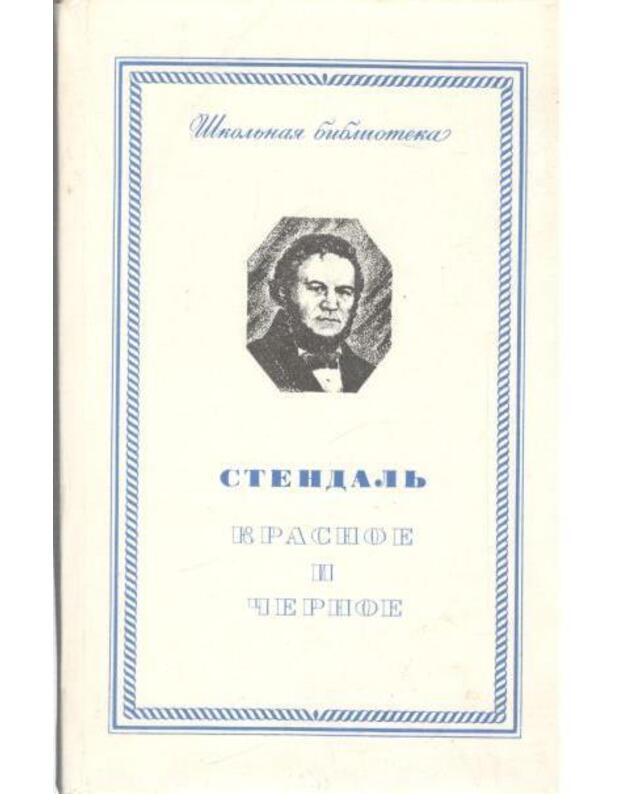 Школьная библиотека
СТЕНДАЛЬ
КРАСНОЕ
И
ЧЕРНОЕ